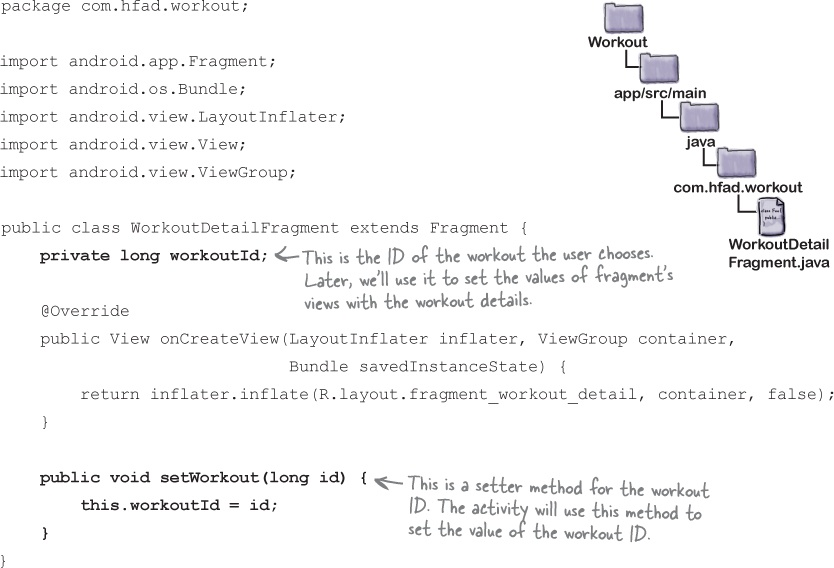 package com.hfad.workout;
import android.app.Fragment;
import android.os.Bundle;
import android.view.LayoutInflater;
import android.view.View;
import android.view.ViewGroup;
public class WorkoutDetailFragment extends Fragment {
private long workoutId;
This is the ID of the workout the user chooses.
Later, we'll use it to set the values of fragment's
views with the workout details.
@Override
public View onCreateView(LayoutInflater inflater, ViewGroup container,
Bundle savedInstanceState) {
return inflater.inflate(R.layout.fragment_workout_detail, container, false);
}
public void setWorkout(long id) {
this.workoutId = id;
}
This is a setter method for the workout
ID. The activity will use this method to
set the value of the workout ID.
}
Workout
app/src/main
java
com.hfad.workout
WorkoutDetail
Fragment.java